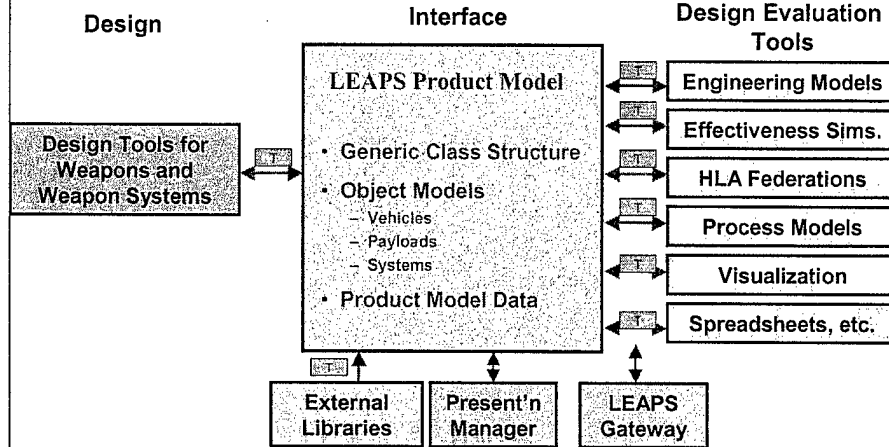 Design
Interface
Design Evaluation
Tools
LEAPS Product Model
• Generic Class Structure
• Object Models
– Vehicles
– Payloads
– Systems
• Product Model Data
Design Tools for
Weapons and
Weapon Systems
T
T
Engineering Models
T
Effectiveness Sims.
T
HLA Federations
T
Process Models
T
Visualization
T
Spreadsheets, etc.
T
External
Libraries
Present'n
Manager
LEAPS
Gateway